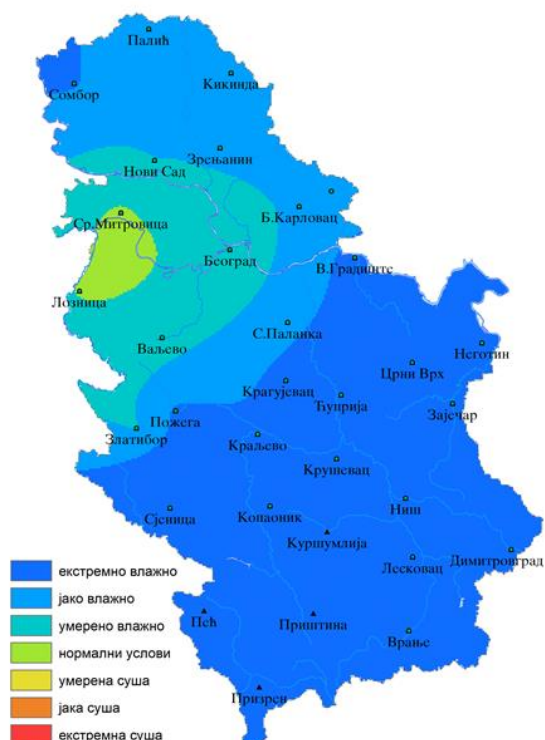 Палић
Сомбор
Кикинда
Зрењанин
Нови Сад
Ср.Митровица
Б.Карловац
Београд
В.Градиште
Лозница
С.Паланка
Ваљево
Неготин
Црни Врх
Крагујевац
Ћуприја
Зајечар
Пожега
Златибор
Краљево
Крушевац
Сјеница
Копаоник
Ниш
Куршумлија
Лесковац
Димитровград
Пећ
Приштина
Врање
Призрен
екстремно влажно
јако влажно
умерено влажно
нормални услови
умерена суша
јака суша
екстремна суша